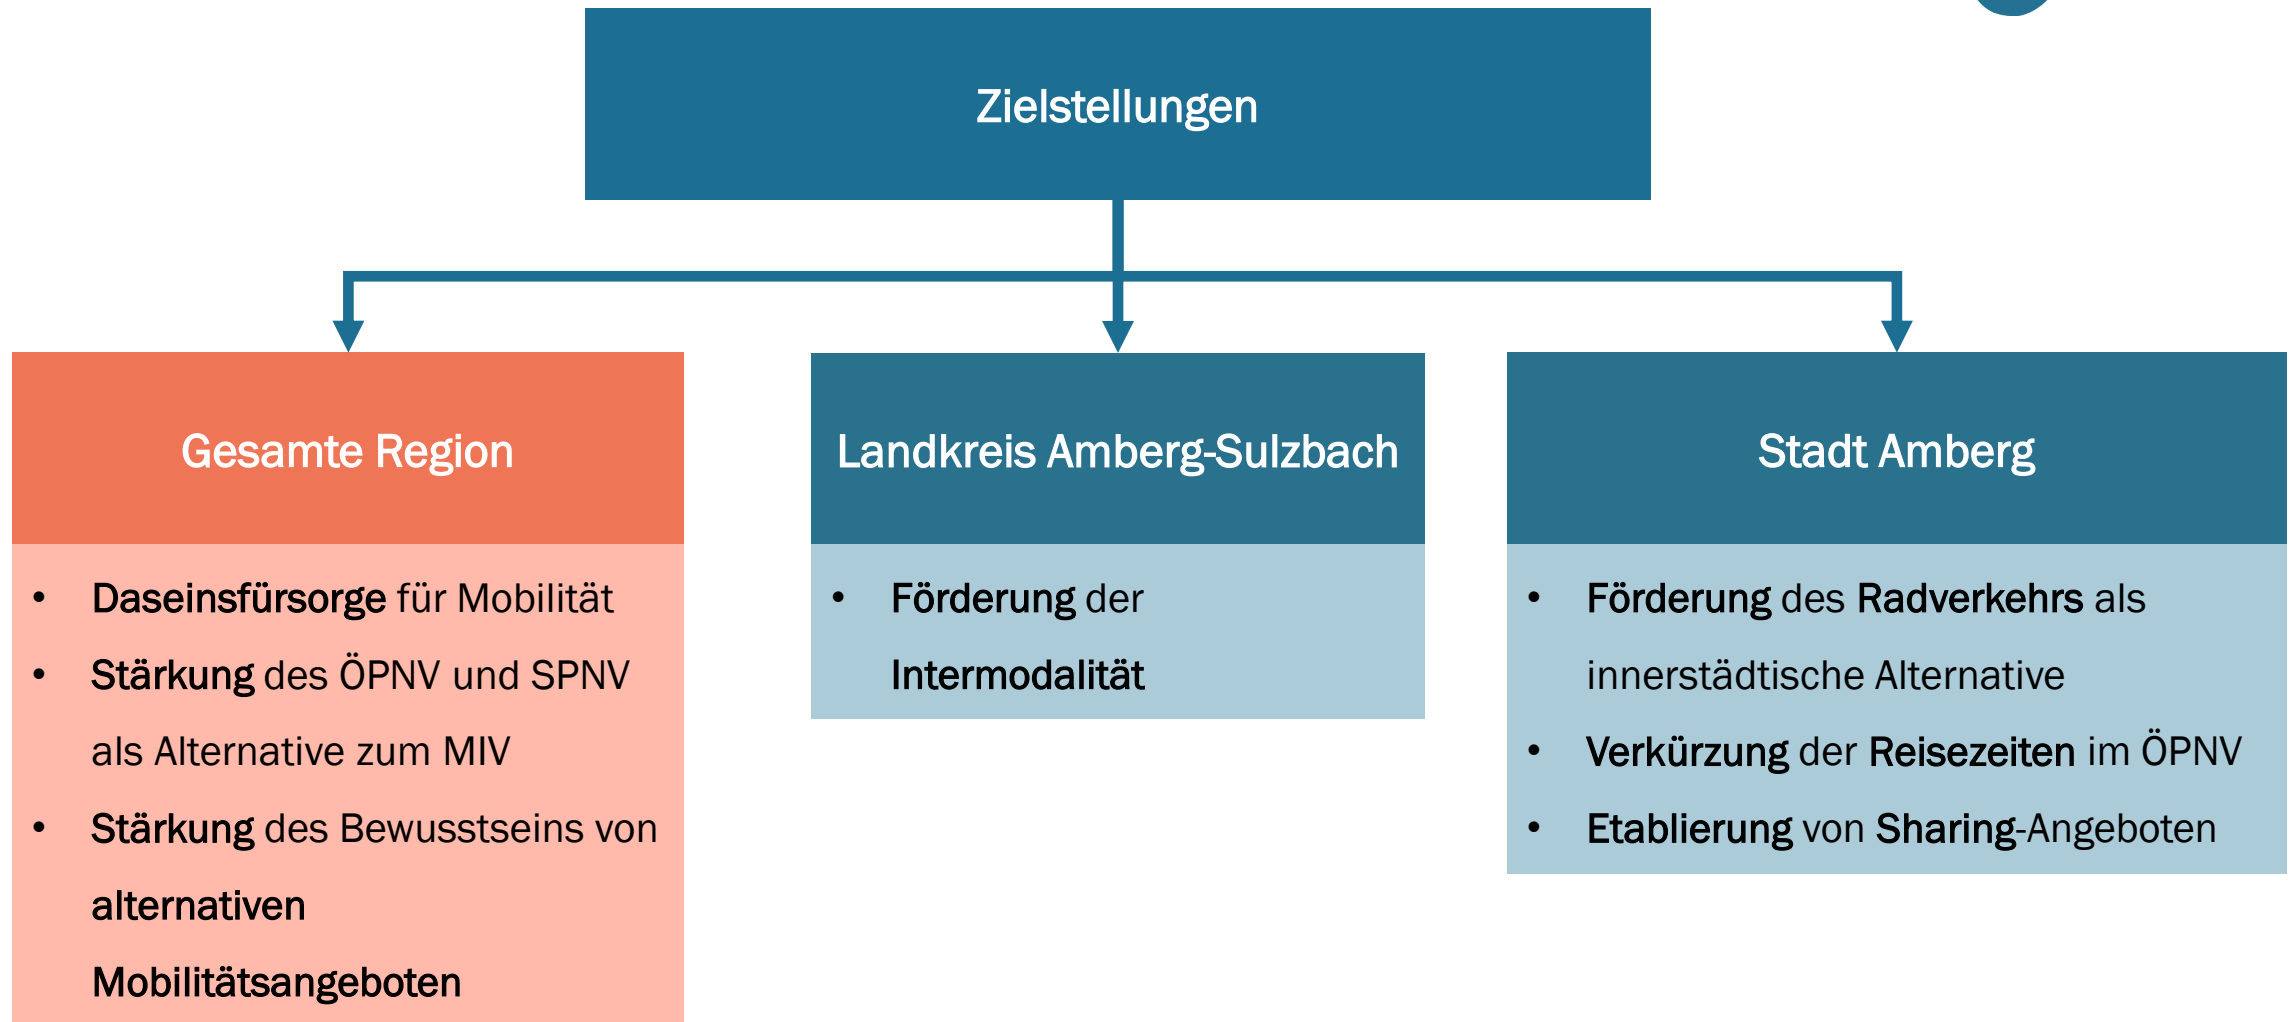 Zielstellungen
Gesamte Region
• Daseinsfürsorge für Mobilität
• Stärkung des ÖPNV und SPNV
als Alternative zum MIV
• Stärkung des Bewusstseins von
alternativen
Mobilitätsangeboten
Landkreis Amberg-Sulzbach
• Förderung der
Intermodalität
Stadt Amberg
• Förderung des Radverkehrs als
innerstädtische Alternative
• Verkürzung der Reisezeiten im ÖPNV
• Etablierung von Sharing-Angeboten